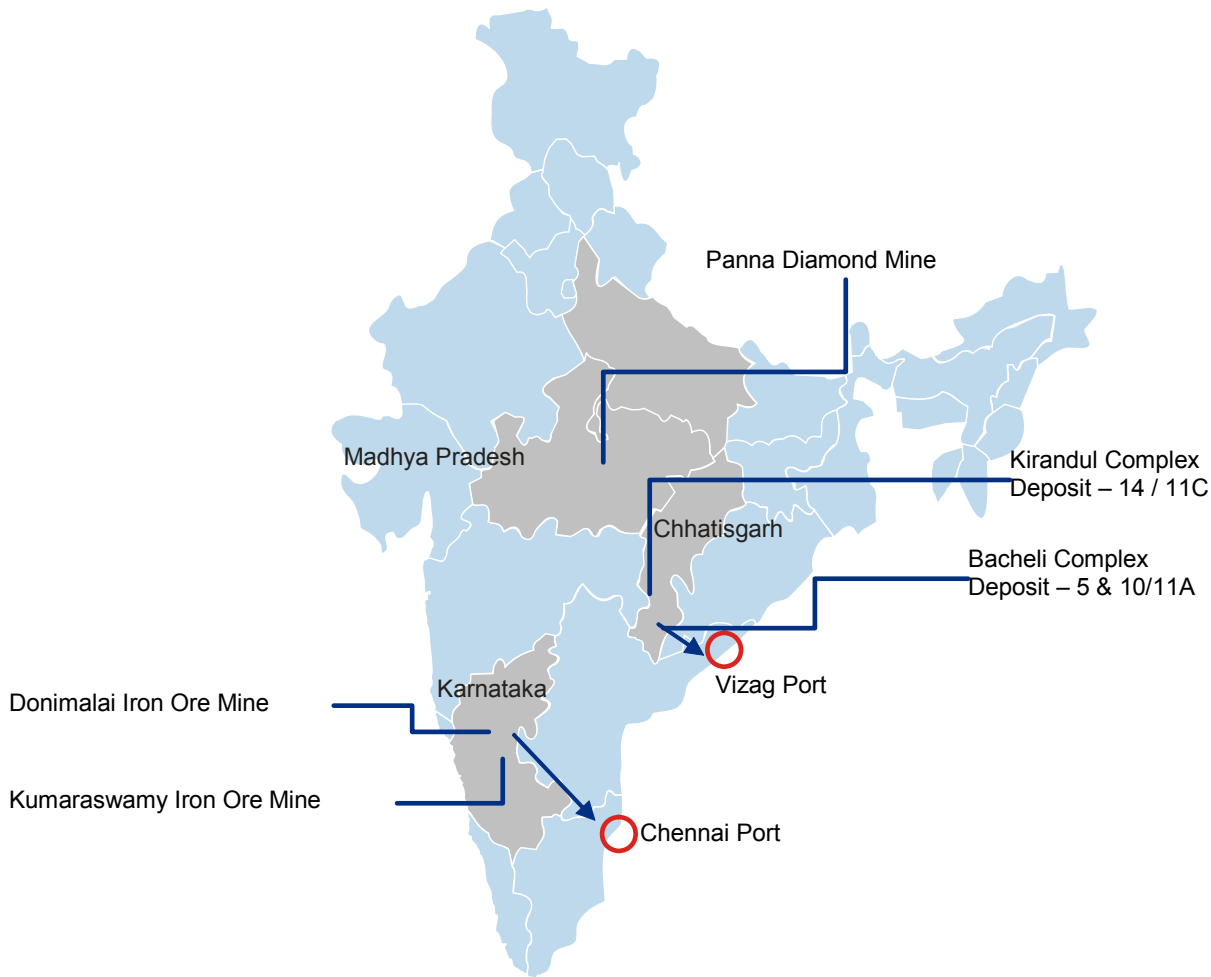 Panna Diamond Mine
Madhya Pradesh
Kirandul Complex
Deposit – 14 / 11C
Chhatisgarh
Bacheli Complex
Deposit – 5 & 10/11A
Vizag Port
Karnataka
Donimalai Iron Ore Mine
Kumaraswamy Iron Ore Mine
Chennai Port